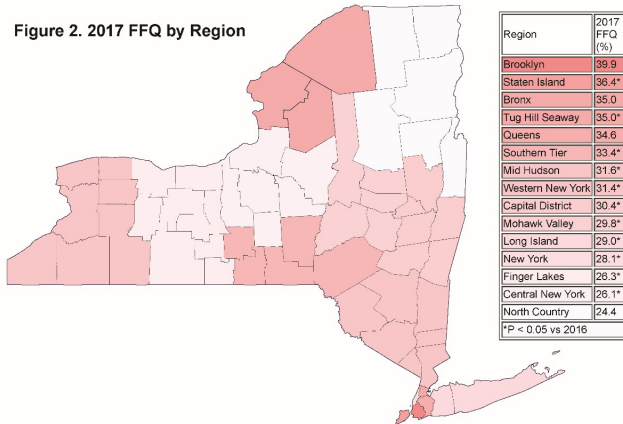 Figure 2. 2017 FFQ by Region
Region 2017 FFQ (%)
Brooklyn 39.9
Staten Island 36.4*
Bronx 35.0
Tug Hill Seaway 35.0*
Queens 34.6
Southern Tier 33.4*
Mid Hudson 31.6*
Western New York 31.4*
Capital District 30.4*
Mohawk Valley 29.8*
Long Island 29.0*
New York 28.1*
Finger Lakes 26.3*
Central New York 26.1*
North Country 24.4
*P < 0.05 vs 2016